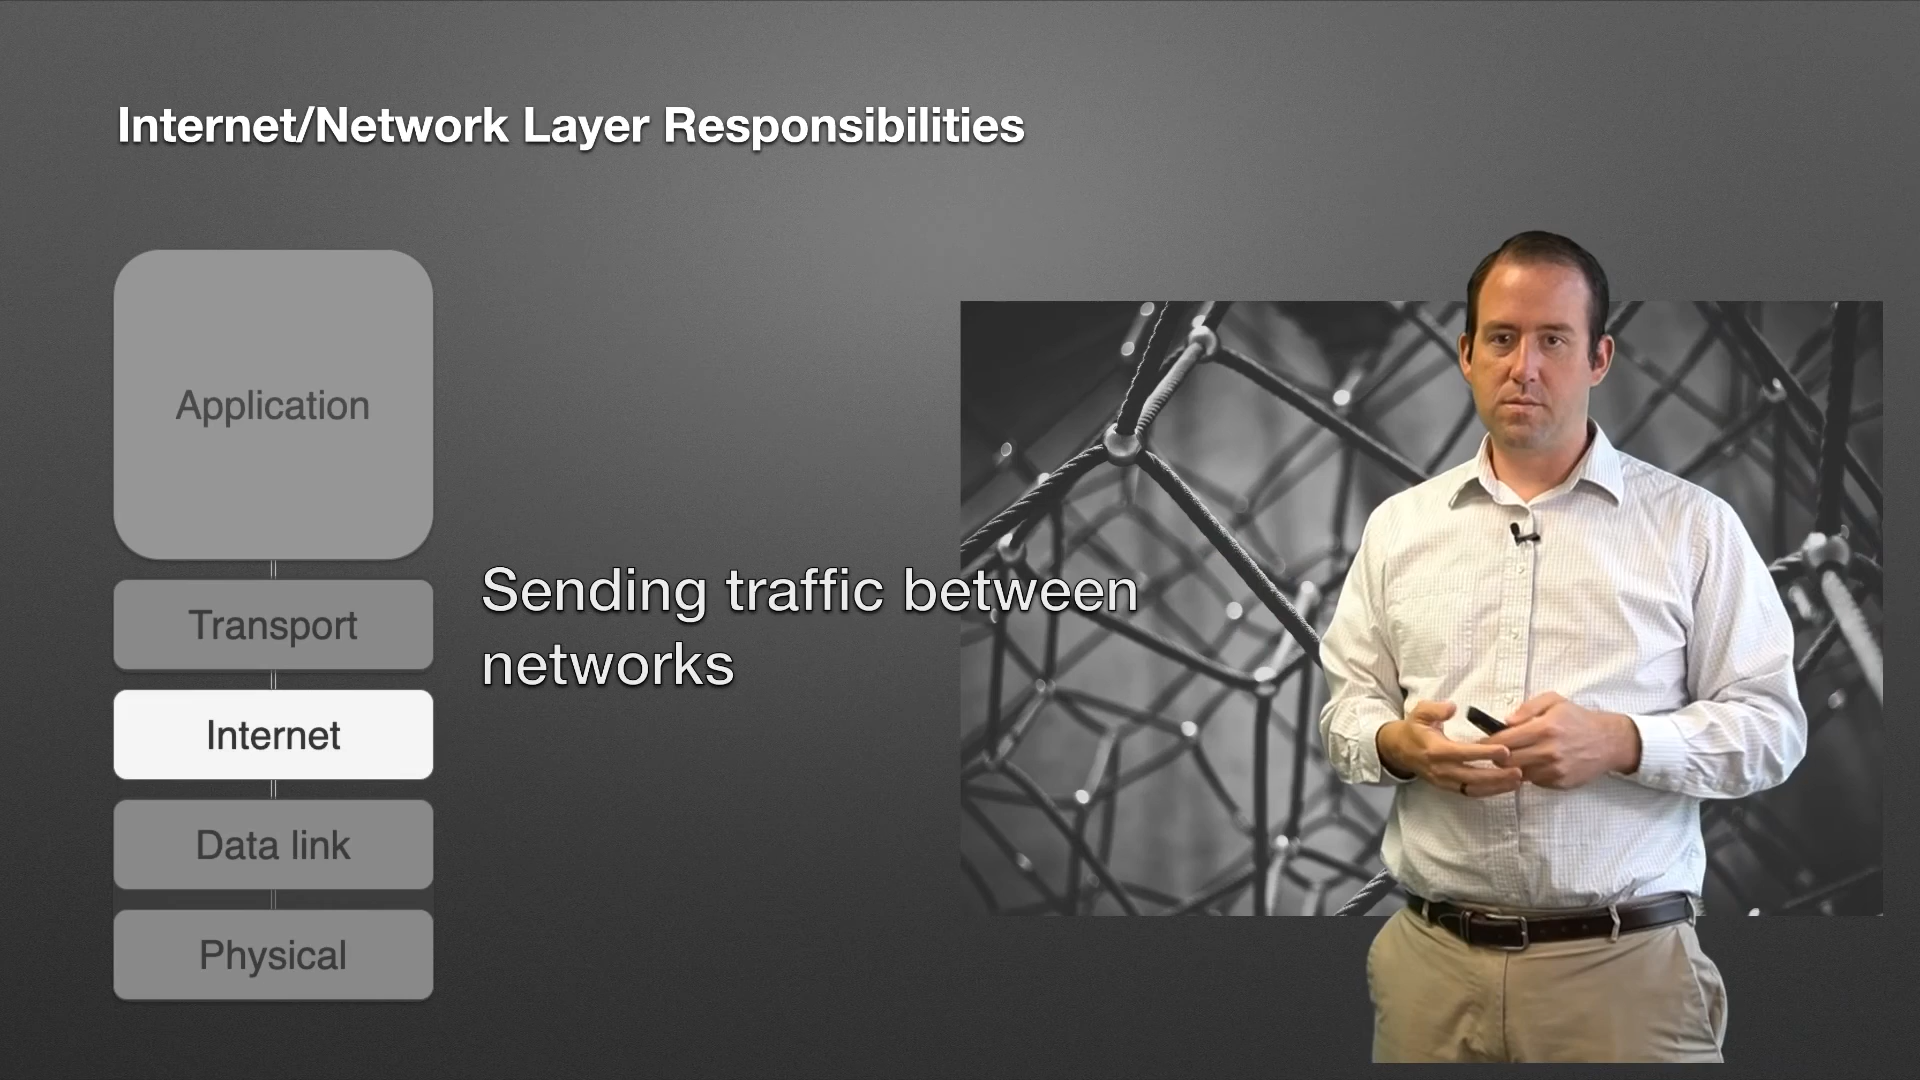 Internet/Network Layer Responsibilities
Application
Transport
Internet
Data link
Physical
Sending traffic between
networks